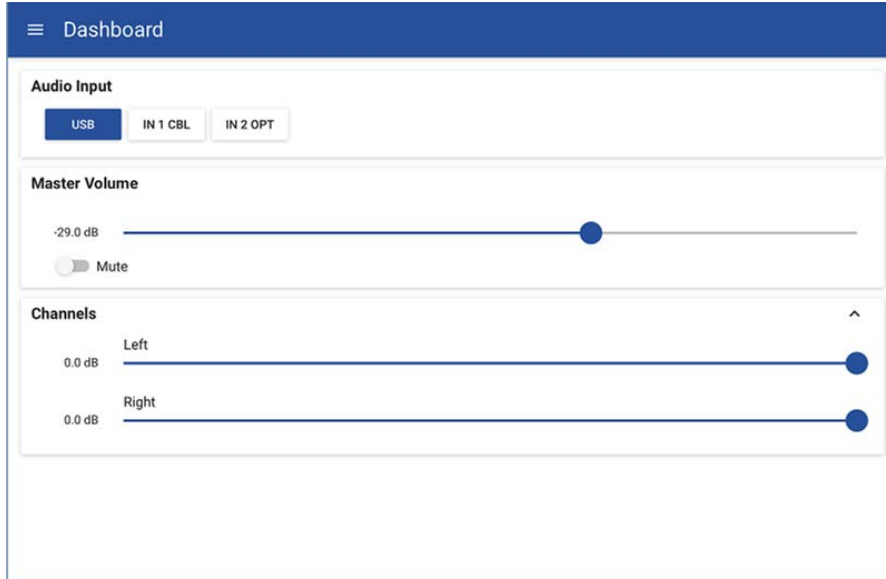 Dashboard
Audio Input
USB IN 1 CBL IN 2 OPT
Master Volume
-29.0 dB
Mute
Channels
Left
0.0 dB
Right
0.0 dB